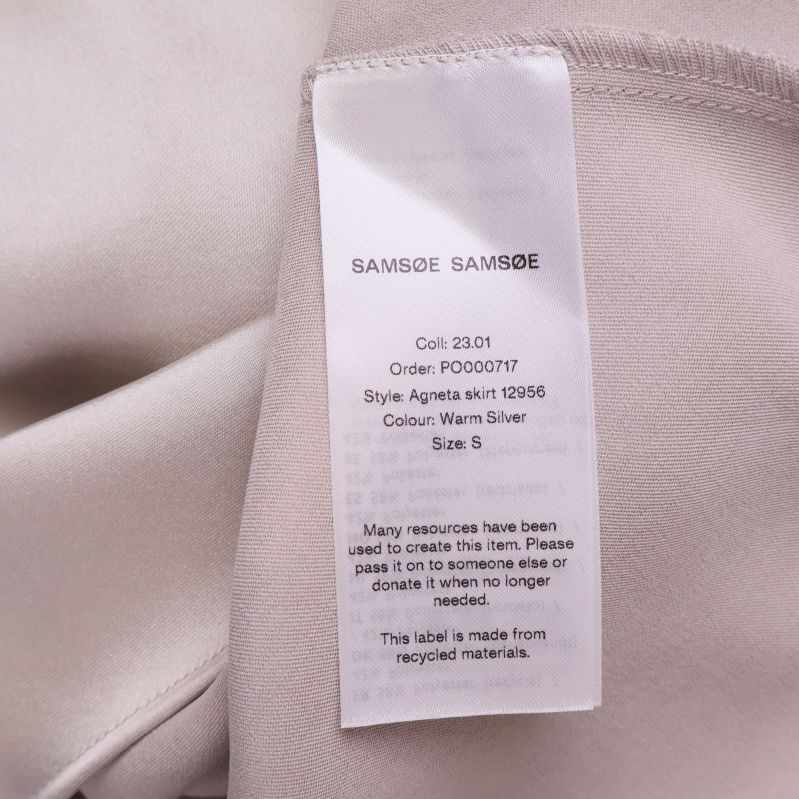 SAMSØE SAMSØE
Coll: 23.01
Order: PO000717
Style: Agneta skirt 12956
Colour: Warm Silver
Size: S
Many resources have been
used to create this item. Please
pass it on to someone else or
donate it when no longer
needed.
This label is made from
recycled materials.